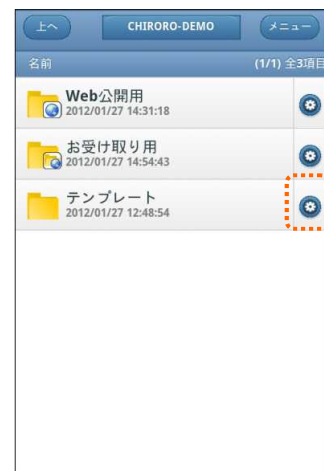 上へ
CHIRORO-DEMO
メニュー
名前
(1/1) 全3項目
Web公開用
2012/01/27 14:31:18
お受け取り用
2012/01/27 14:54:43
テンプレート
2012/01/27 12:48:54